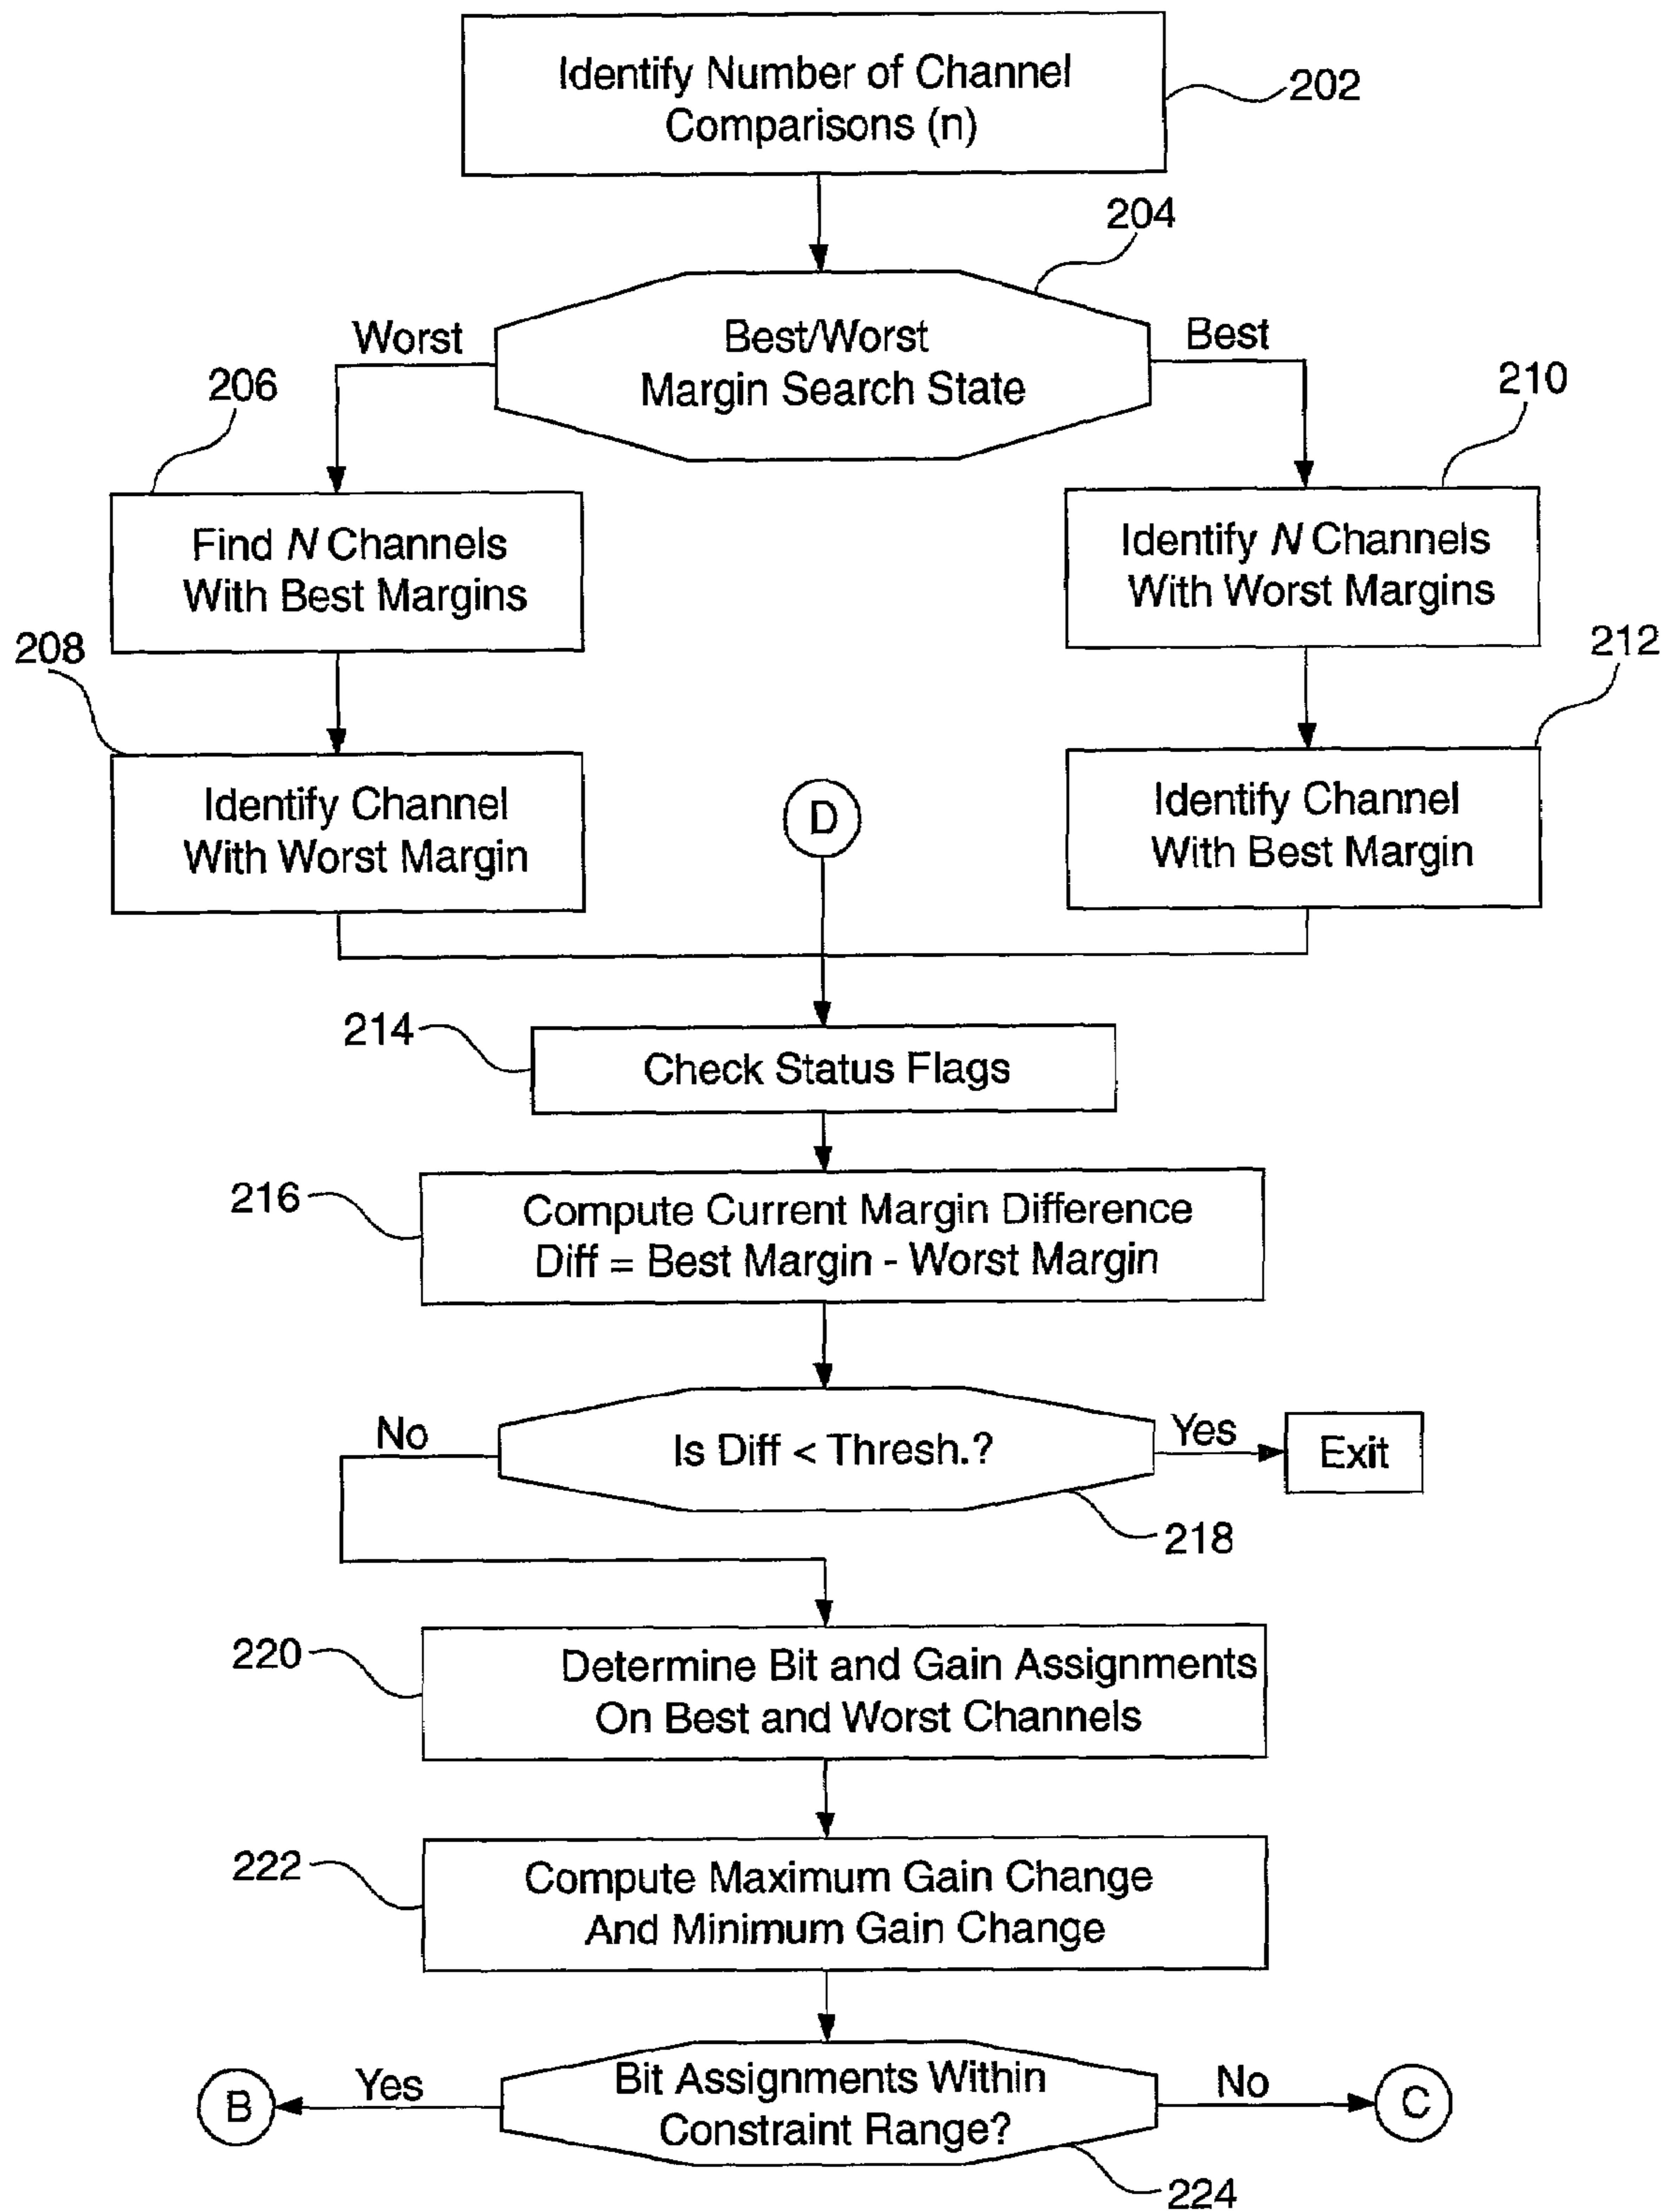 Identify Number of Channel
Comparisons (n)
202
204
Best/Worst
Margin Search State
Worst
Best
206
210
Find N Channels
With Best Margins
Identify N Channels
With Worst Margins
208
212
Identify Channel
With Worst Margin
D
Identify Channel
With Best Margin
214
Check Status Flags
216
Compute Current Margin Difference
Diff = Best Margin - Worst Margin
No
Is Diff < Thresh.?
Yes
Exit
218
220
Determine Bit and Gain Assignments
On Best and Worst Channels
222
Compute Maximum Gain Change
And Minimum Gain Change
B
Yes
Bit Assignments Within
Constraint Range?
No
C
224